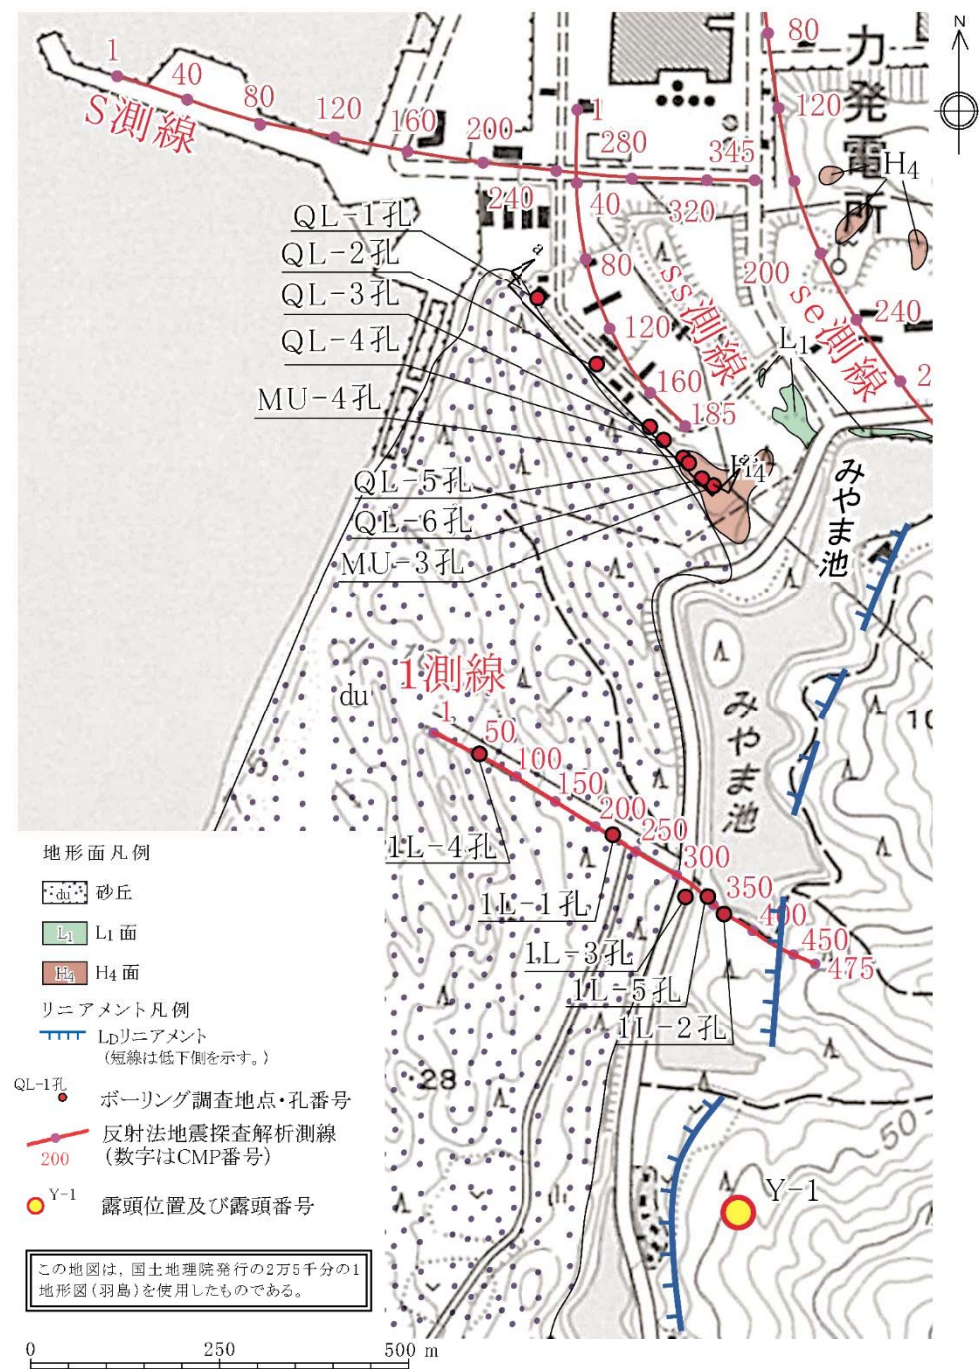 N
1
40
80
120
160
200
240
280
320
345
S測線
1
40
80
120
160
185
ss測線
80
120
200
240
2
se測線
力発電所
H4
L1
QL-1孔
QL-2孔
QL-3孔
QL-4孔
MU-4孔
QL-5孔
QL-6孔
MU-3孔
a
みやま池
みやま池
10
du
1測線
1
50
100
150
200
250
300
350
400
450
475
1L-4孔
1L-1孔
1L-3孔
1L-5孔
1L-2孔
28
50
Y-1
地形面凡例
du 砂丘
L1 L1面
H4 H4面
リニアメント凡例
LDリニアメント
(短線は低下側を示す。)
QL-1孔 ボーリング調査地点・孔番号
反射法地震探査解析測線
200 (数字はCMP番号)
Y-1 露頭位置及び露頭番号
この地図は，国土地理院発行の2万5千分の1
地形図(羽島)を使用したものである。
0 250 500 m